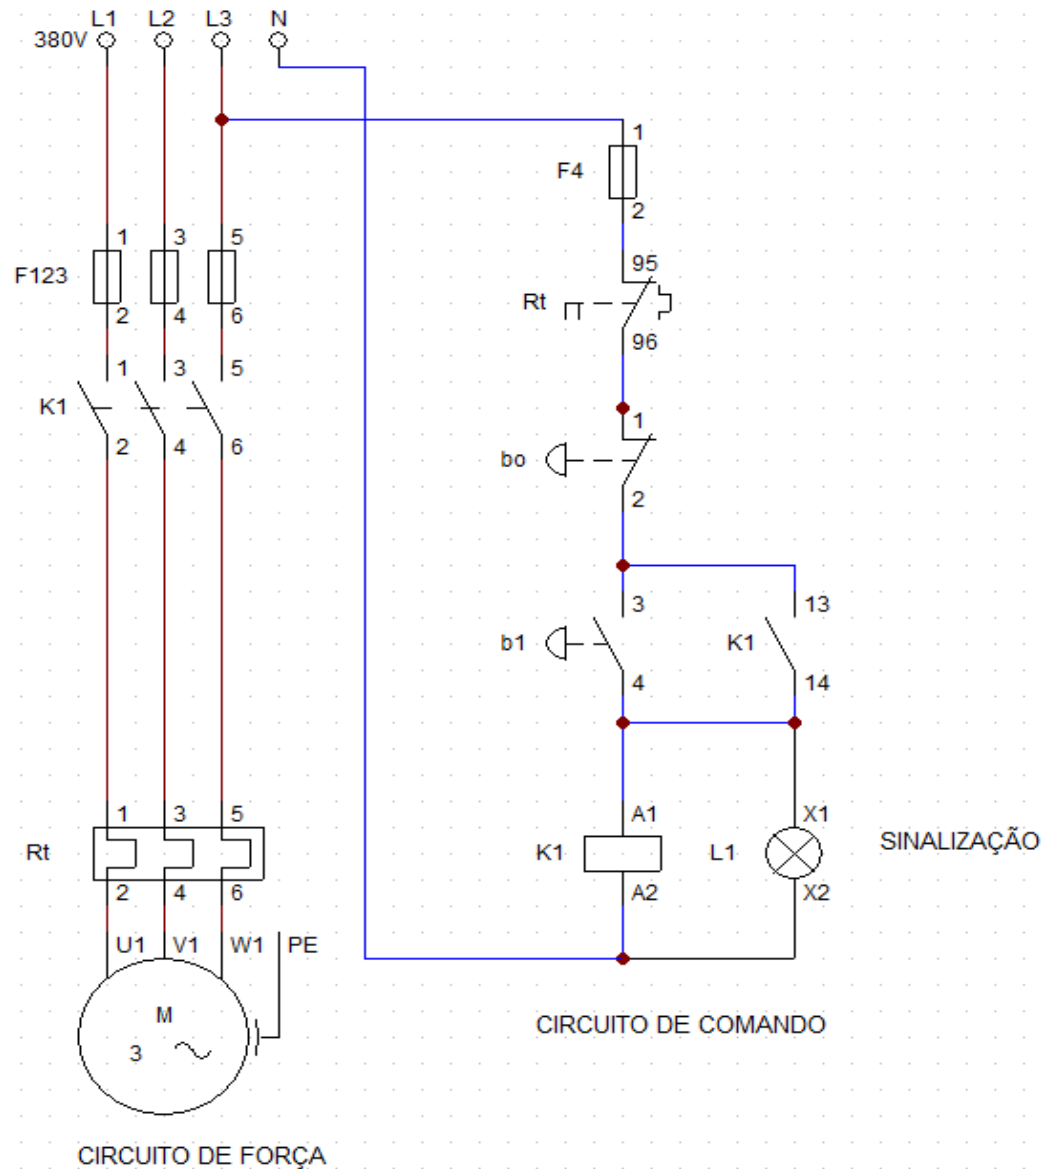 L1 L2 L3 N
380V
1
F4
2
1 3 5
F123
2 4 6
95
Rt
96
1 3 5
K1
2 4 6
1
bo
2
3 13
b1 K1
4 14
1 3 5
Rt
2 4 6
A1 X1
K1 L1 SINALIZAÇÃO
A2 X2
U1 V1 W1 PE
M
3
CIRCUITO DE COMANDO
CIRCUITO DE FORÇA